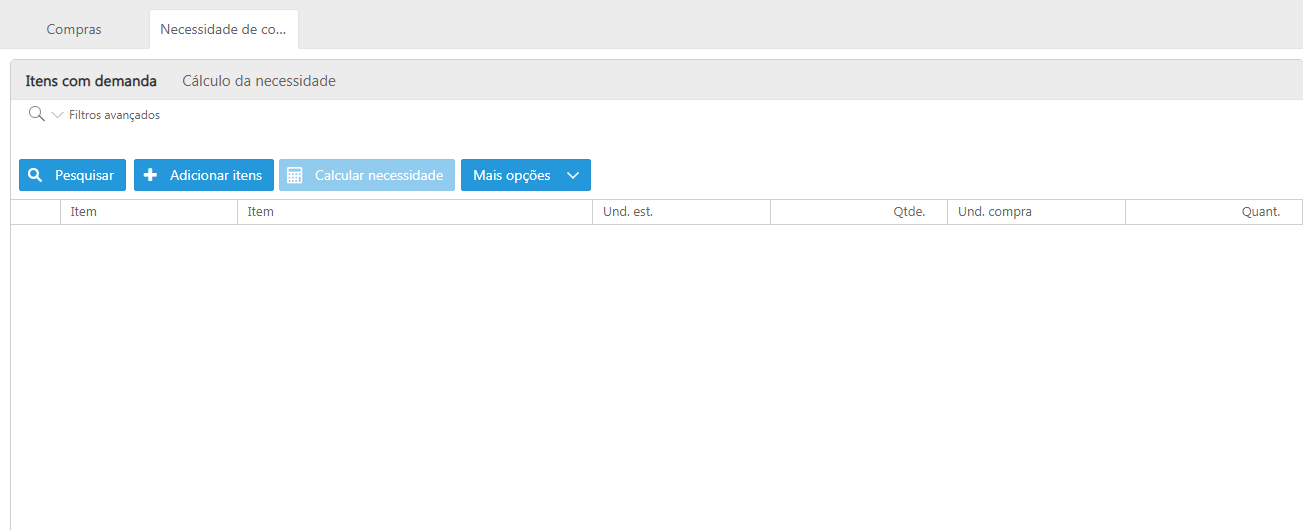 Compras Necessidade de co...
Itens com demanda Cálculo da necessidade
Filtros avançados
Pesquisar Adicionar itens Calcular necessidade Mais opções
Item Item Und. est. Qtde. Und. compra Quant.